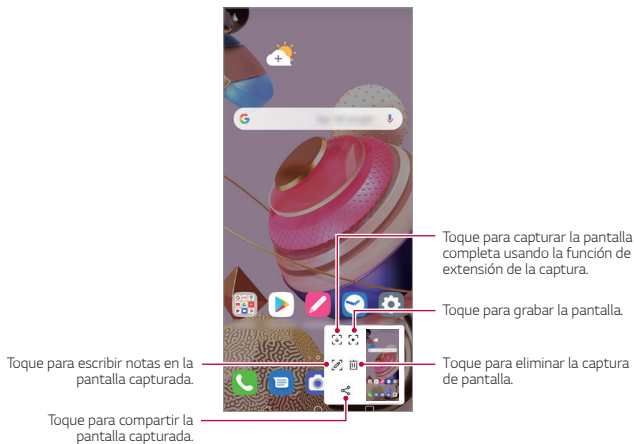 Toque para capturar la pantalla
completa usando la función de
extensión de la captura.
Toque para grabar la pantalla.
Toque para escribir notas en la
pantalla capturada.
Toque para eliminar la captura
de pantalla.
Toque para compartir la
pantalla capturada.